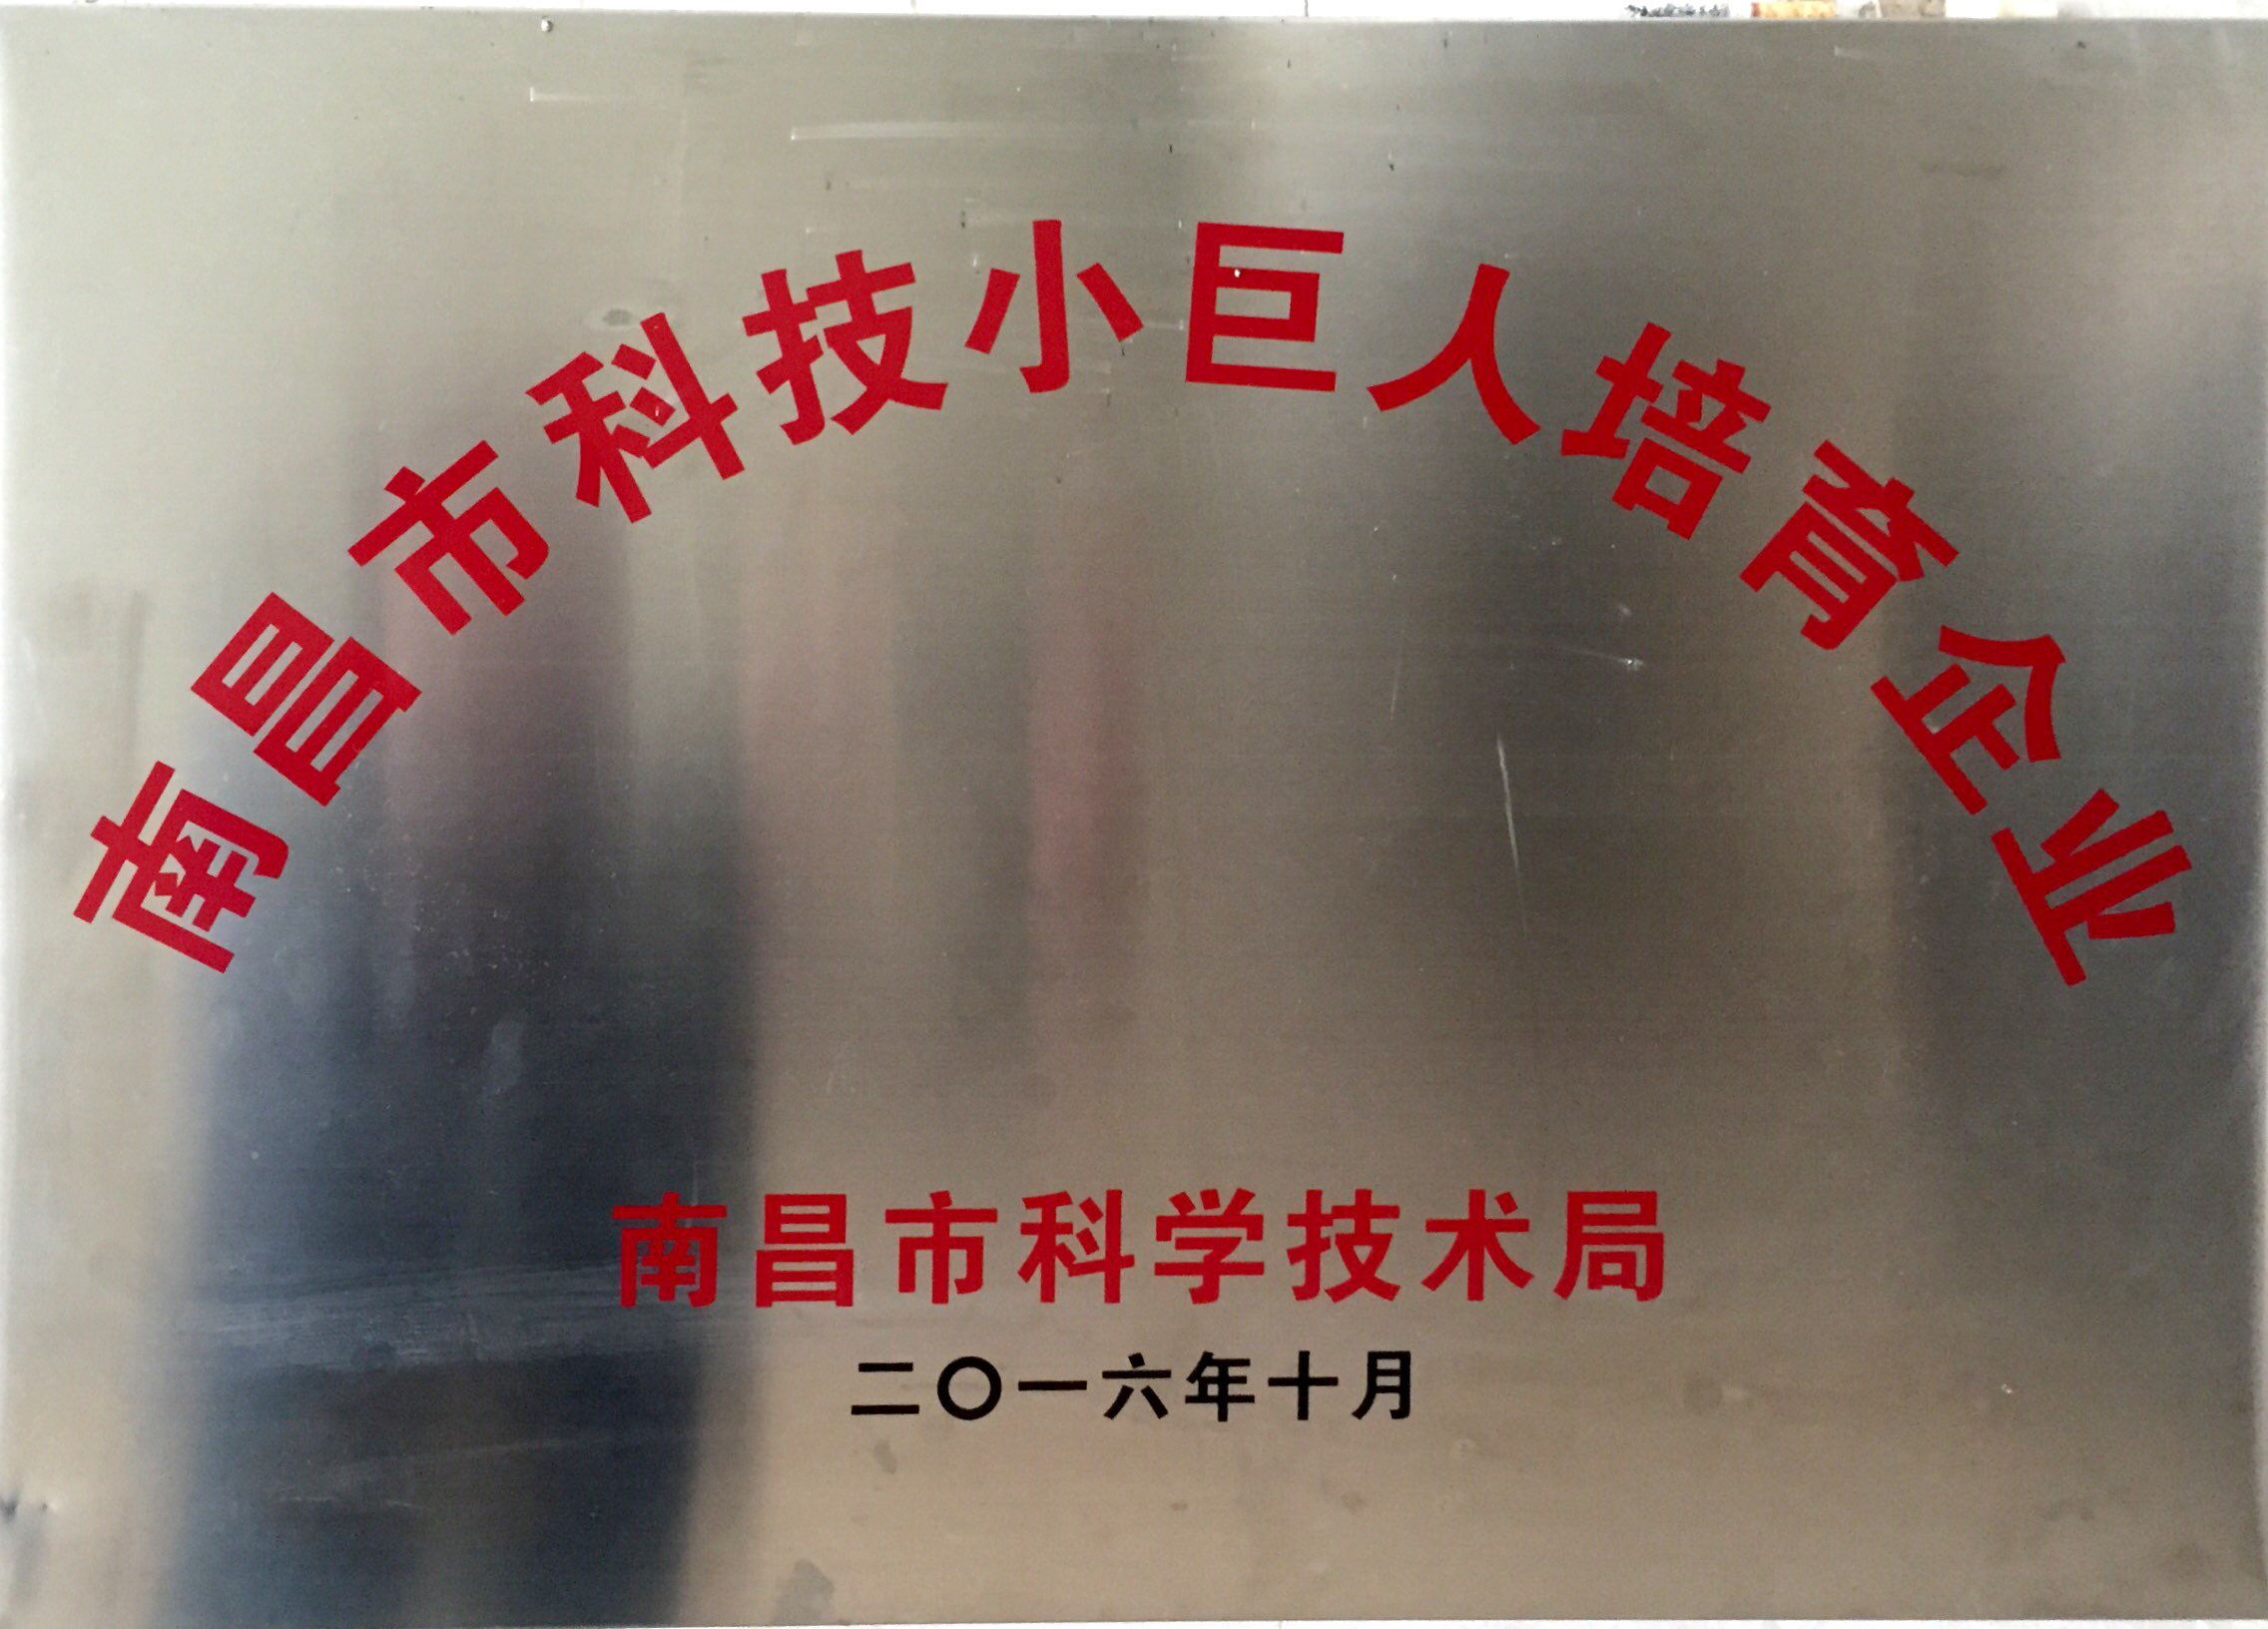 南昌市科技小巨人培育企业
南昌市科学技术局
二〇一六年十月